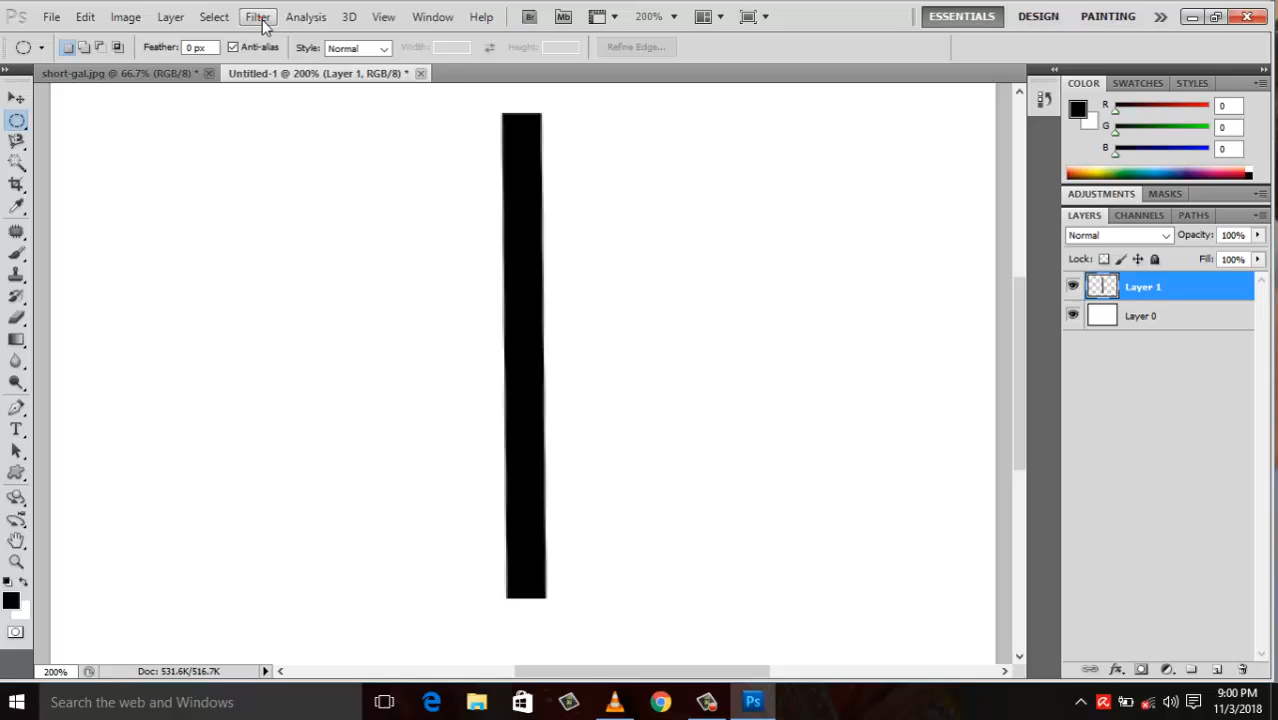 Ps File Edit Image Layer Select Filter Analysis 3D View Window Help Br Mb 200% ESSENTIALS DESIGN PAINTING
Feather: 0 px Anti-alias Style: Normal Width: Height: Refine Edge...
short-gal.jpg @ 66.7% (RGB/8) * Untitled-1 @ 200% (Layer 1, RGB/8) *
COLOR SWATCHES STYLES
R 0
G 0
B 0
ADJUSTMENTS MASKS
LAYERS CHANNELS PATHS
Normal Opacity: 100%
Lock: Fill: 100%
Layer 1
Layer 0
T
fx
200% Doc: 531.6K/516.7K
Search the web and Windows
Ps
9:00 PM
11/3/2018